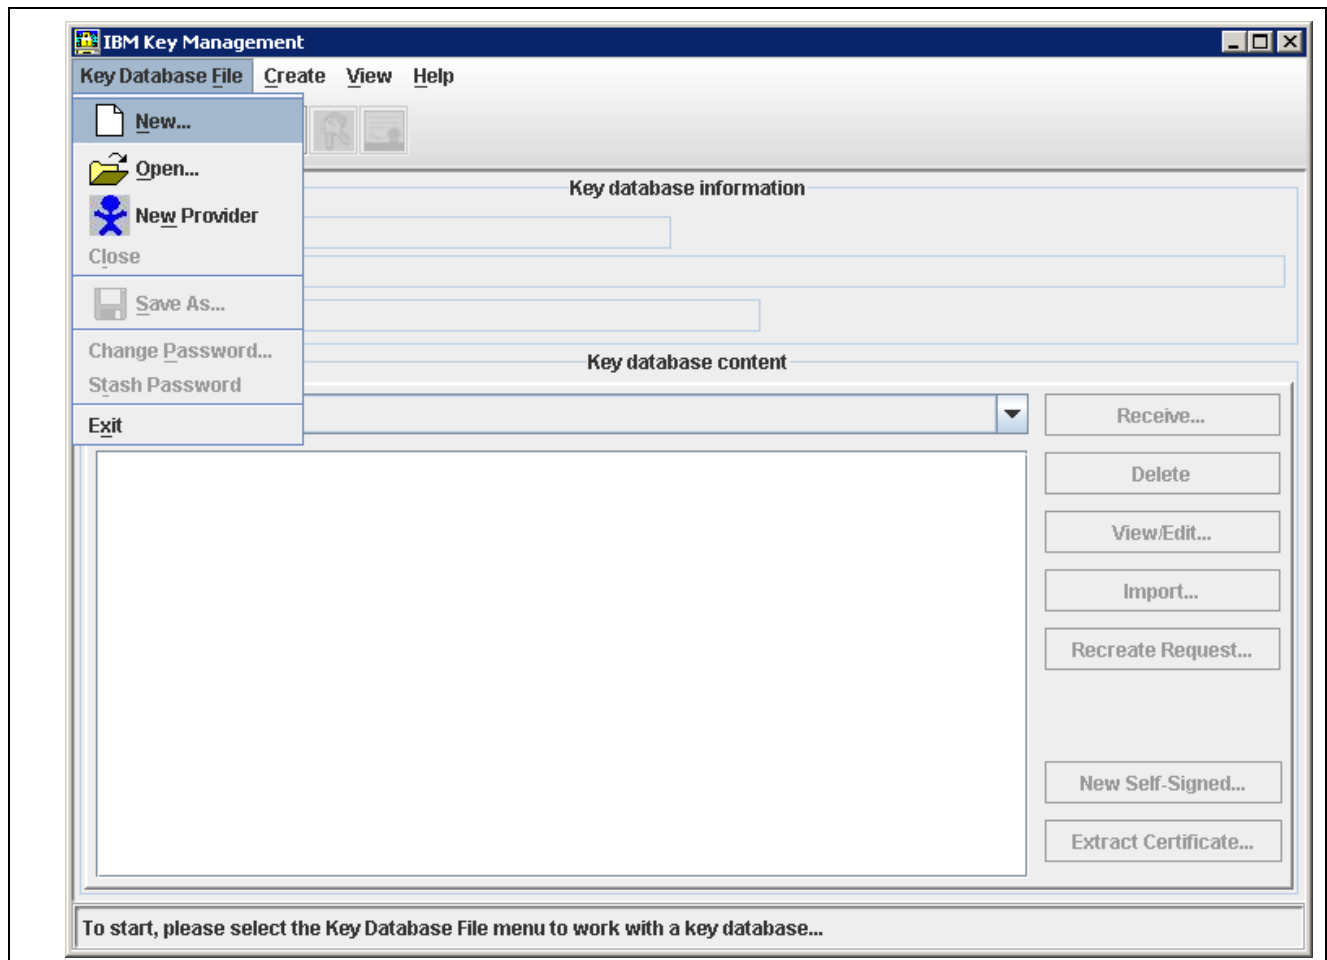 IBM Key Management
Key Database File Create View Help
New...
Open...
New Provider
Close
Save As...
Change Password...
Stash Password
Exit
Key database information
Key database content
Receive...
Delete
View/Edit...
Import...
Recreate Request...
New Self-Signed...
Extract Certificate...
To start, please select the Key Database File menu to work with a key database...